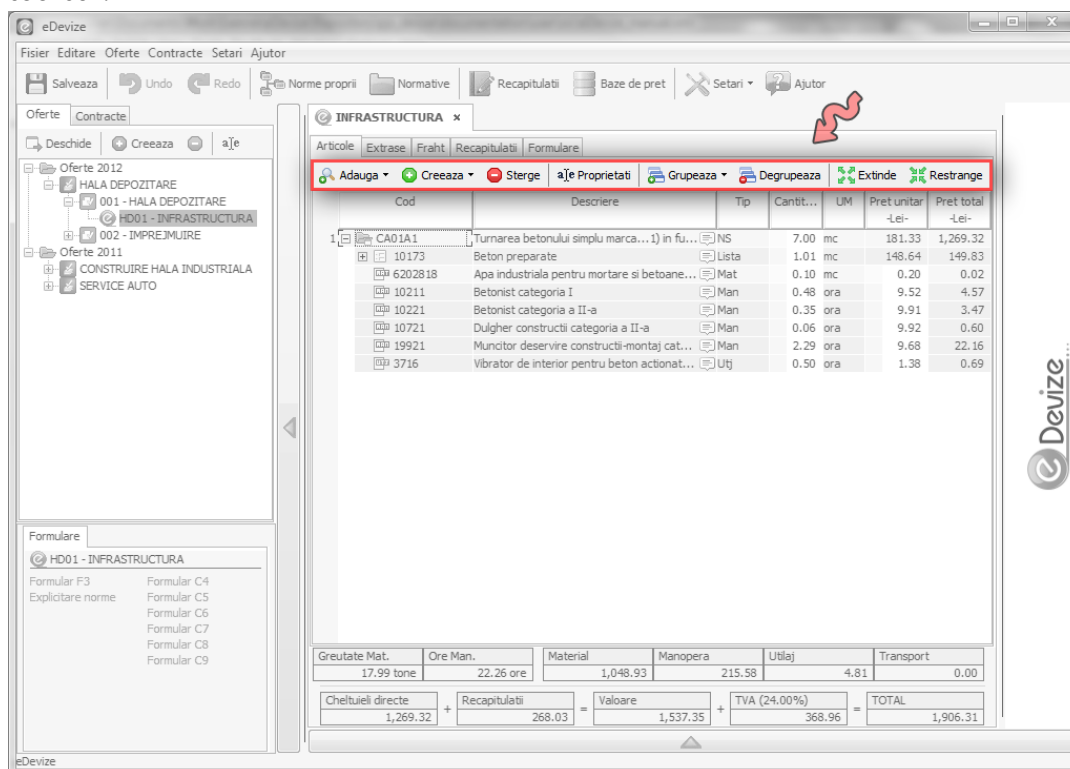 eDevize
Fisier Editare Oferte Contracte Setari Ajutor
Salveaza Undo Redo Norme proprii Normative Recapitulatii Baze de pret Setari Ajutor
Oferte Contracte
Deschide Creeaza
Oferte 2012
HALA DEPOZITARE
001 - HALA DEPOZITARE
HD01 - INFRASTRUCTURA
002 - IMPREJMUIRE
Oferte 2011
CONSTRUIRE HALA INDUSTRIALA
SERVICE AUTO
Formulare
HD01 - INFRASTRUCTURA
Formular F3 Formular C4
Explicitare norme Formular C5
Formular C6
Formular C7
Formular C8
Formular C9
INFRASTRUCTURA x
Articole Extrase Fraht Recapitulatii Formulare
Adauga Creeaza Sterge Proprietati Grupeaza Degrupeaza Extinde Restrange
Cod Descriere Tip Cantit... UM Pret unitar Pret total
-Lei- -Lei-
1 CA01A1 Turnarea betonului simplu marca...1) in fu... NS 7.00 mc 181.33 1,269.32
10173 Beton preparate Lista 1.01 mc 148.64 149.83
6202818 Apa industriala pentru mortare si betoane... Mat 0.10 mc 0.20 0.02
10211 Betonist categoria I Man 0.48 ora 9.52 4.57
10221 Betonist categoria a II-a Man 0.35 ora 9.91 3.47
10721 Dulgher constructii categoria a II-a Man 0.06 ora 9.92 0.60
19921 Muncitor deservire constructii-montaj cat... Man 2.29 ora 9.68 22.16
3716 Vibrator de interior pentru beton actionat... Utj 0.50 ora 1.38 0.69
Greutate Mat. Ore Man. Material Manopera Utilaj Transport
17.99 tone 22.26 ore 1,048.93 215.58 4.81 0.00
Cheltuieli directe Recapitulatii Valoare TVA (24.00%) TOTAL
1,269.32 + 268.03 = 1,537.35 + 368.96 = 1,906.31
eDevize
eDevize